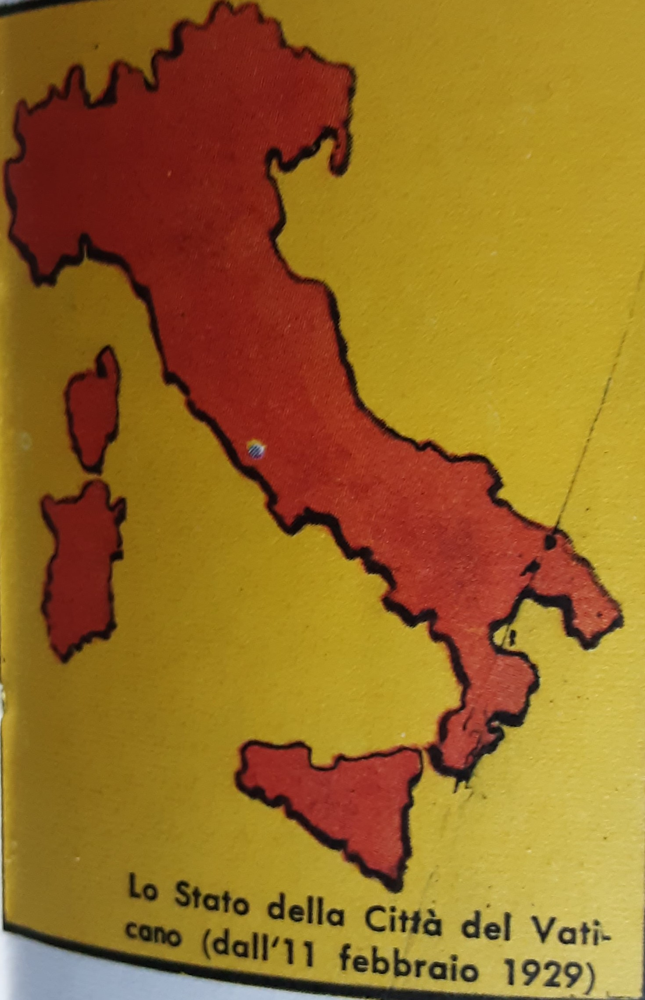 Lo Stato della Città del Vati-
cano (dall'11 febbraio 1929)